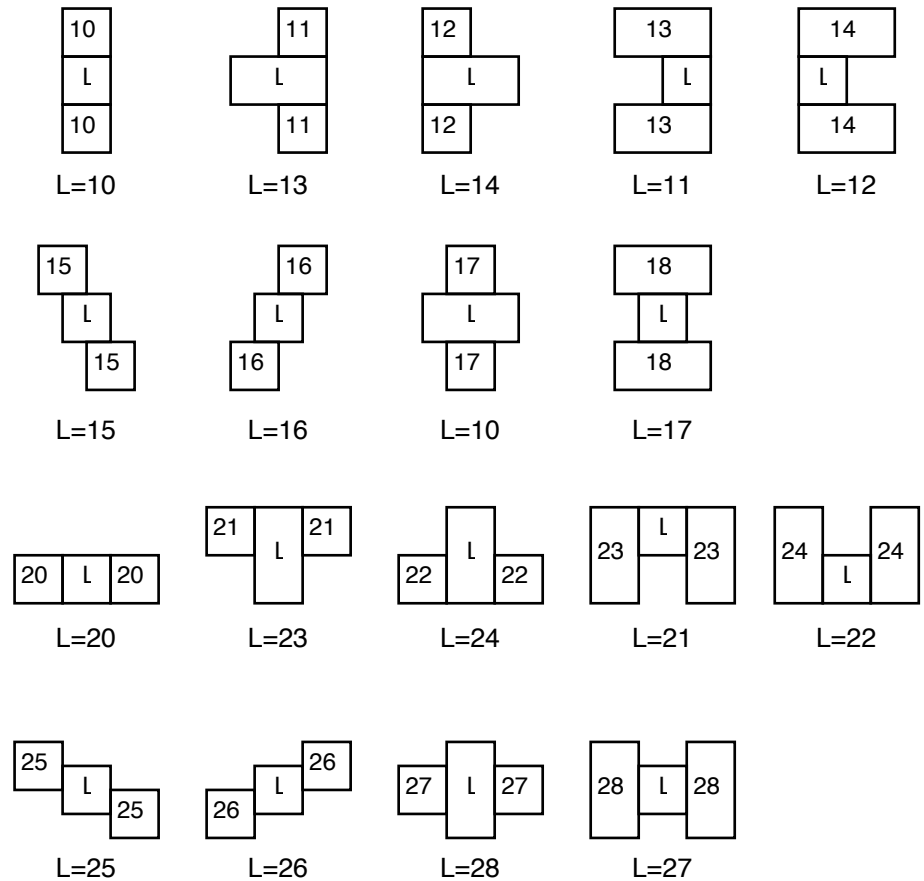 10 11 12 13 14
L L L L L
10 11 12 13 14
L=10 L=13 L=14 L=11 L=12
15 16 17 18
L L L L
15 16 17 18
L=15 L=16 L=10 L=17
21 L 21 L L
20 L 20 22 22 23 23 24 L 24
L=20 L=23 L=24 L=21 L=22
25 26
L L 27 L 27 28 L 28
25 26
L=25 L=26 L=28 L=27